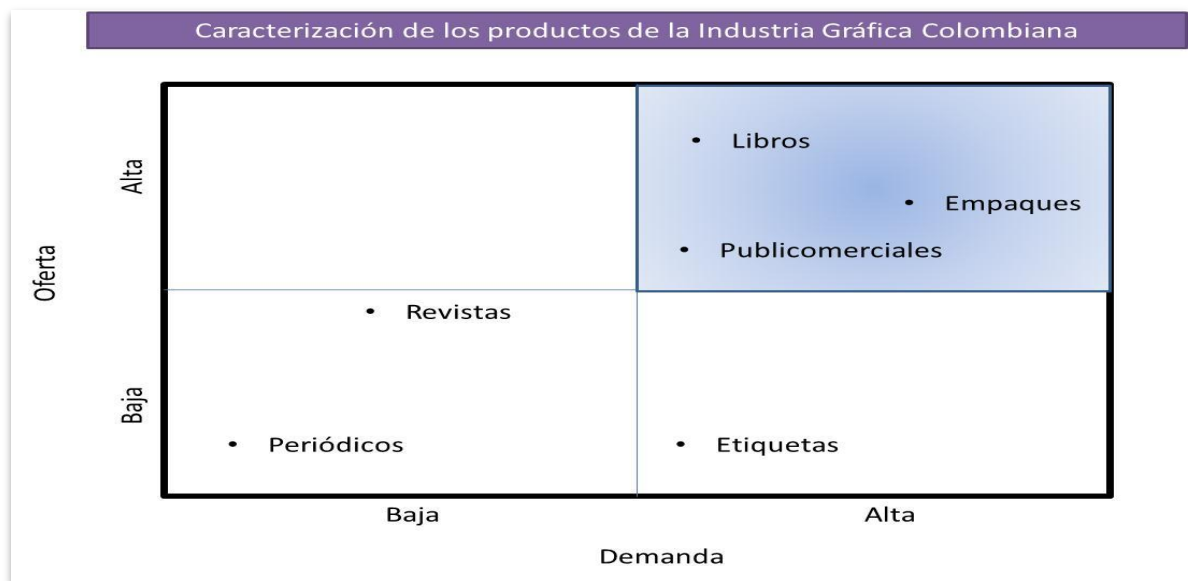 Caracterización de los productos de la Industria Gráfica Colombiana
Oferta
Alta
Baja
• Libros
• Empaques
• Publicomerciales
• Revistas
• Periódicos
• Etiquetas
Baja
Alta
Demanda